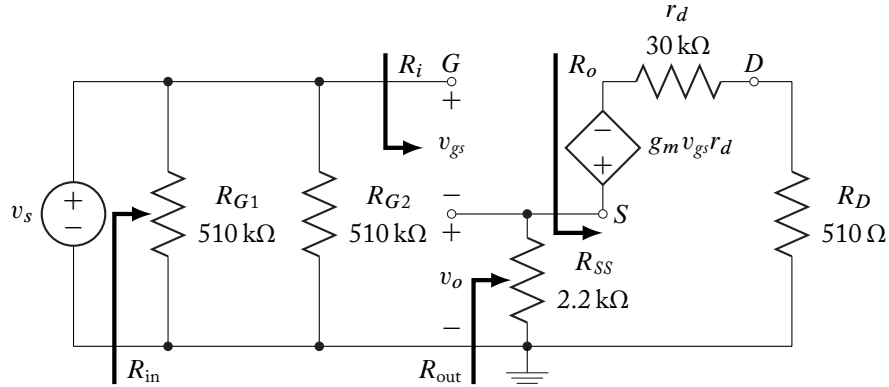 r_d
30 kΩ
R_i
G
R_o
D
+
v_gs
−
+
g_m v_gs r_d
v_s
+
−
R_G1
510 kΩ
R_G2
510 kΩ
−
+
S
R_D
510 Ω
v_o
R_SS
2.2 kΩ
−
R_in
R_out